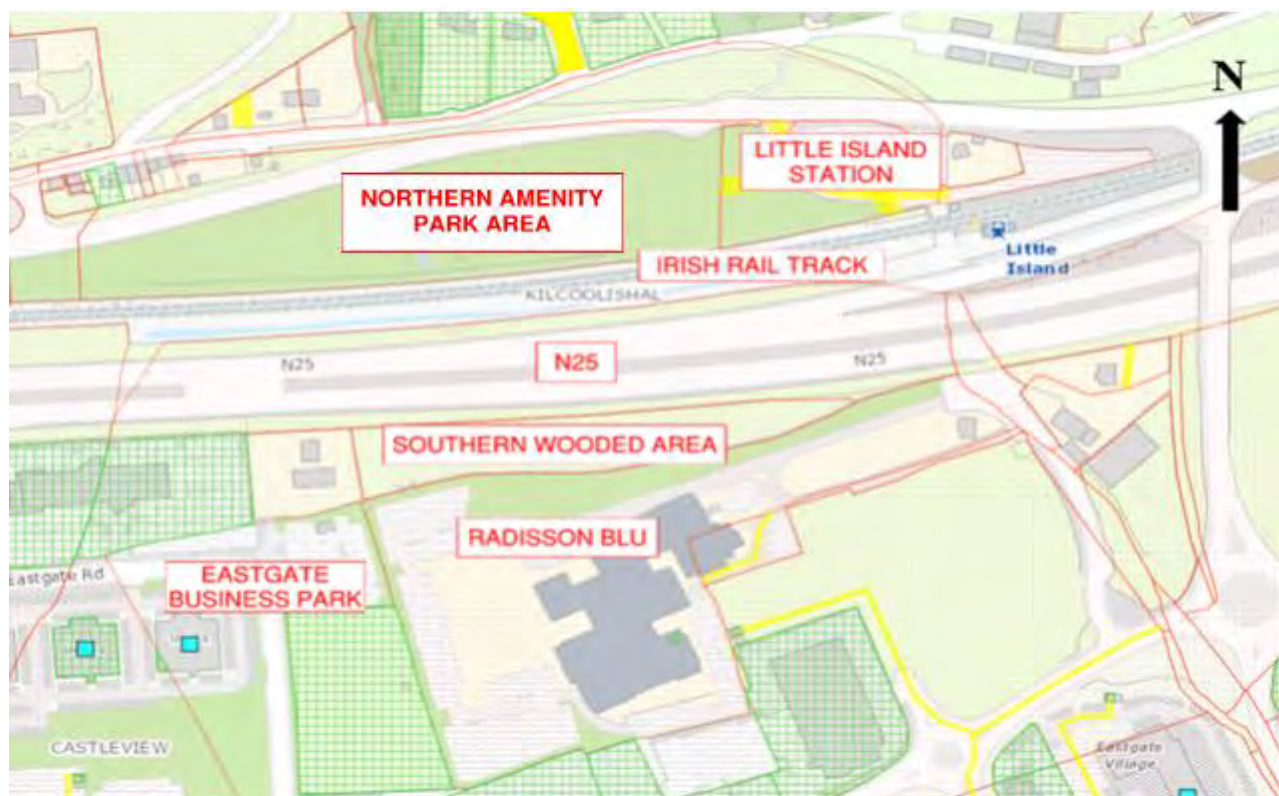 N
LITTLE ISLAND
STATION
NORTHERN AMENITY
PARK AREA
Little
Island
IRISH RAIL TRACK
KILCOOLISHAL
N25
N25
N25
SOUTHERN WOODED AREA
RADISSON BLU
EASTGATE
BUSINESS PARK
Eastgate Rd
CASTLEVIEW
Eastgate
Village